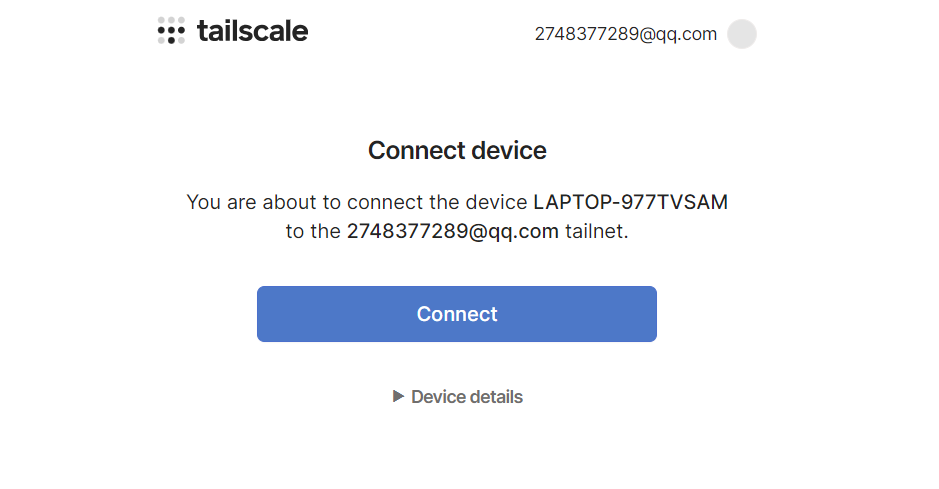 tailscale
2748377289@qq.com
Connect device
You are about to connect the device LAPTOP-977TVSAM
to the 2748377289@qq.com tailnet.
Connect
Device details